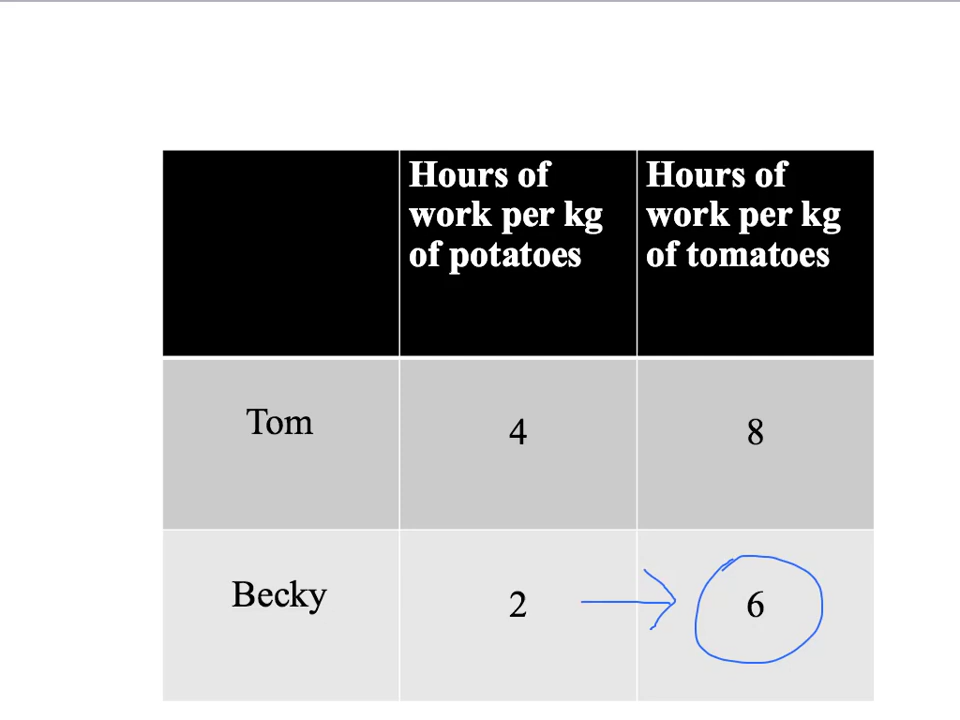 Hours of
work per kg
of potatoes
Hours of
work per kg
of tomatoes
Tom
4
8
Becky
2
6